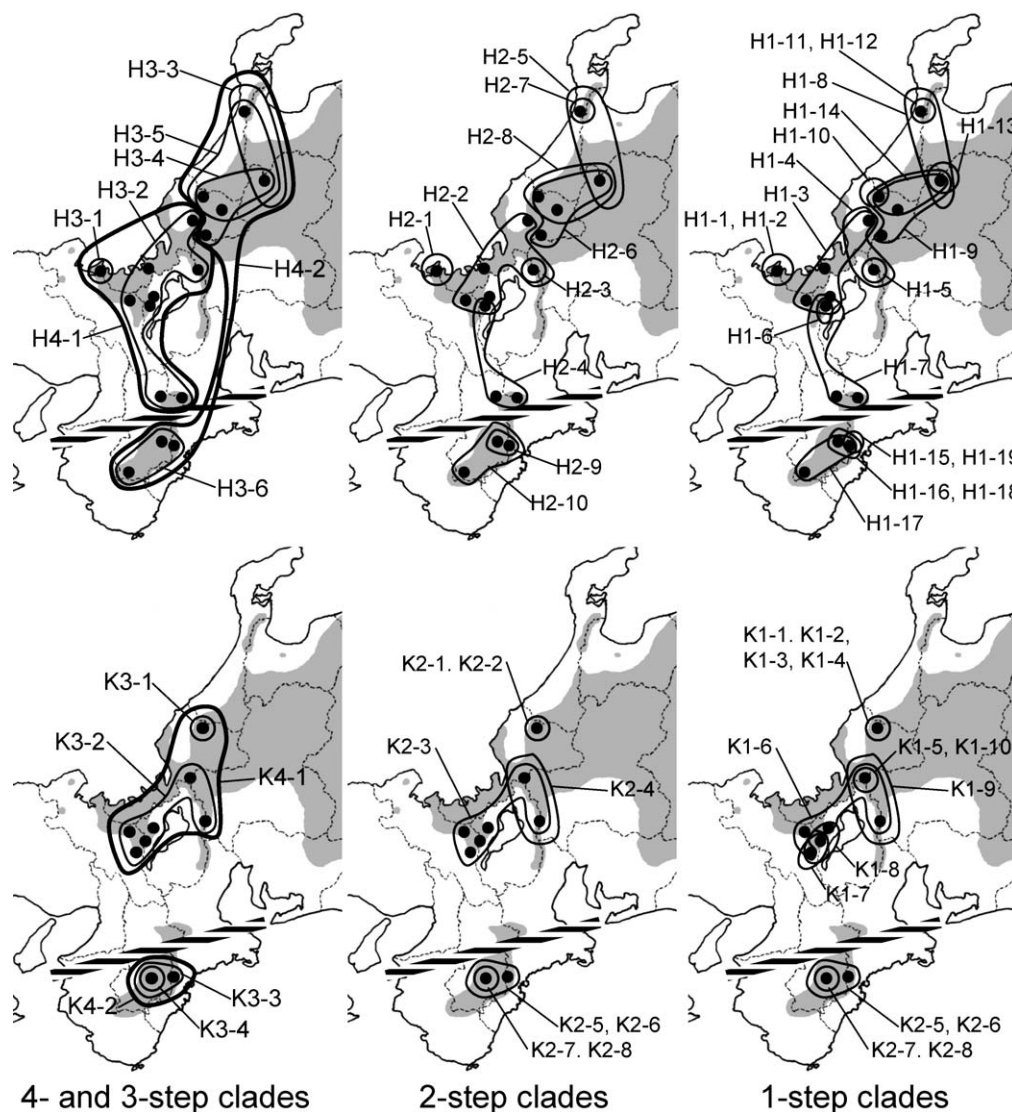 H3-3
H3-5
H3-4
H3-2
H3-1
H4-2
H4-1
H3-6
H2-5
H2-7
H2-8
H2-2
H2-1
H2-6
H2-3
H2-4
H2-9
H2-10
H1-11, H1-12
H1-8
H1-14
H1-10
H1-13
H1-4
H1-3
H1-1, H1-2
H1-9
H1-5
H1-6
H1-7
H1-15, H1-19
H1-16, H1-18
H1-17
K3-1
K3-2
K4-1
K4-2
K3-3
K3-4
K2-1. K2-2
K2-3
K2-4
K2-5, K2-6
K2-7. K2-8
K1-1. K1-2,
K1-3, K1-4
K1-6
K1-5, K1-10
K1-9
K1-8
K1-7
K2-5, K2-6
K2-7. K2-8
4- and 3-step clades
2-step clades
1-step clades